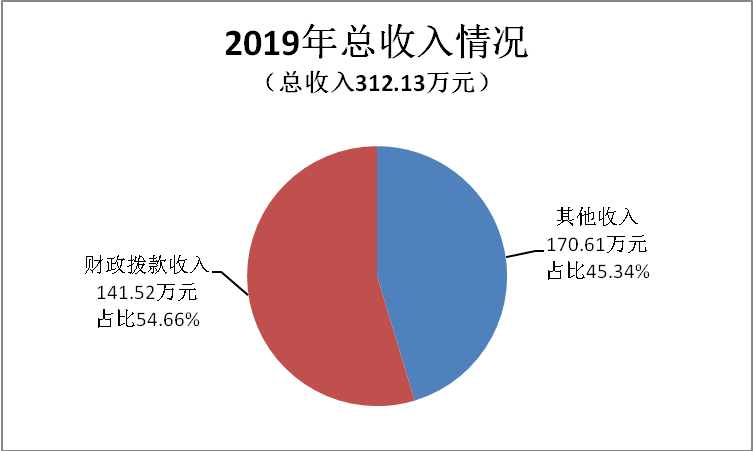 2019年总收入情况
（总收入312.13万元）
其他收入
170.61万元
占比45.34%
财政拨款收入
141.52万元
占比54.66%